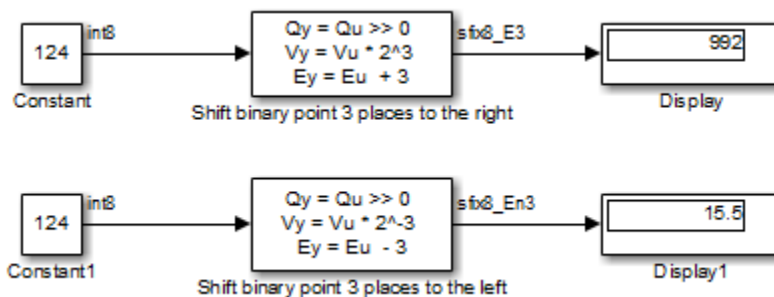 124
int8
Qy = Qu >> 0
Vy = Vu * 2^3
Ey = Eu + 3
sfix8_E3
992
Constant
Shift binary point 3 places to the right
Display
124
int8
Qy = Qu >> 0
Vy = Vu * 2^-3
Ey = Eu - 3
sfix8_En3
15.5
Constant1
Shift binary point 3 places to the left
Display1